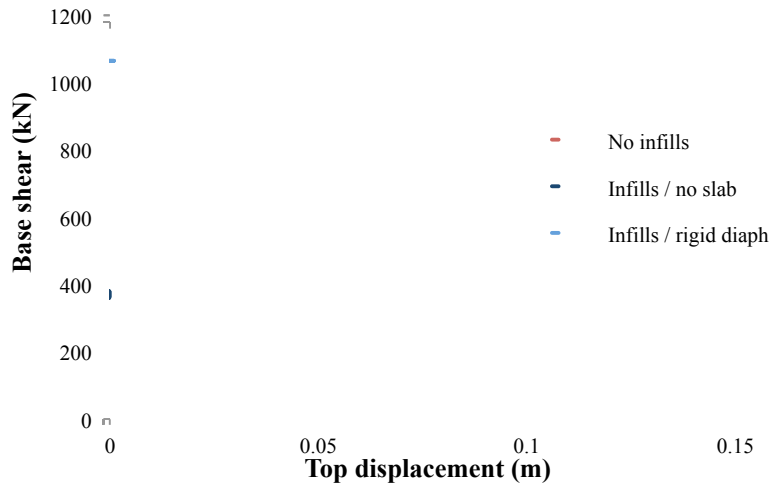 1200
1000
800
600
400
200
0
Base shear (kN)
No infills
Infills / no slab
Infills / rigid diaph
0 0.05 0.1 0.15
Top displacement (m)